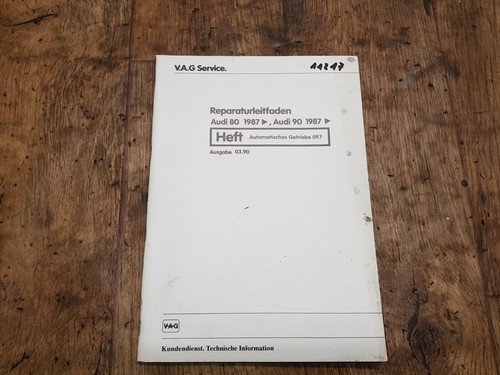 V.A.G Service.
11217
Reparaturleitfaden
Audi 80 1987 ▶, Audi 90 1987 ▶
Heft Automatisches Getriebe 097
Ausgabe 03.90
V·A·G
Kundendienst. Technische Information